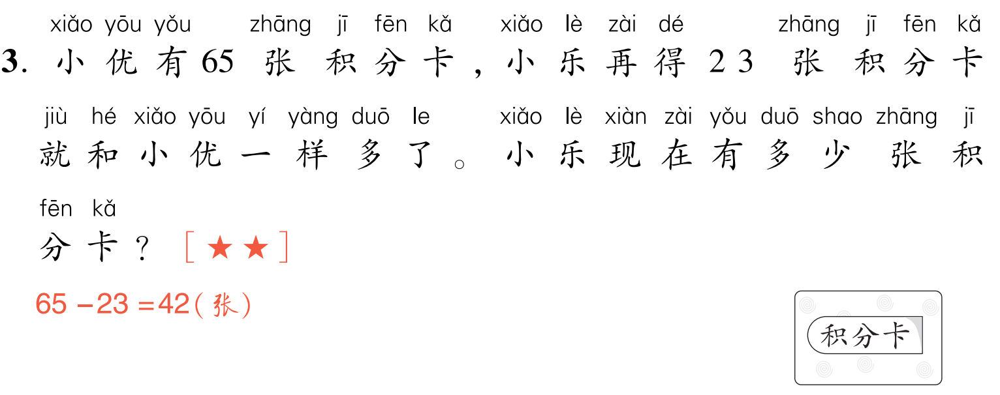 xiǎo yōu yǒu zhāng jī fēn kǎ xiǎo lè zài dé zhāng jī fēn kǎ
3. 小优有65张积分卡,小乐再得23张积分卡
jiù hé xiǎo yōu yí yàng duō le xiǎo lè xiàn zài yǒu duō shao zhāng jī
就和小优一样多了。小乐现在有多少张积
fēn kǎ
分卡?[★★]
65-23=42(张)
积分卡